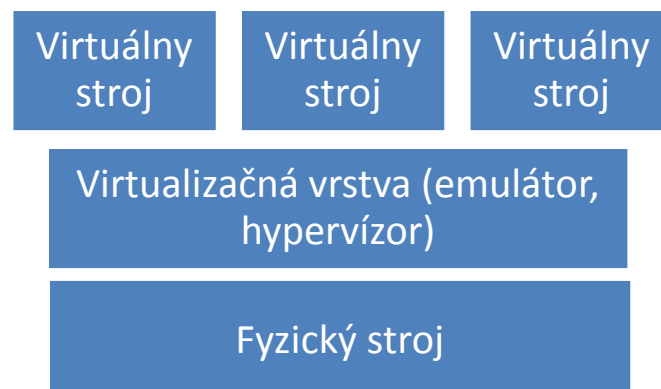 Virtuálny
stroj
Virtuálny
stroj
Virtuálny
stroj
Virtualizačná vrstva (emulátor,
hypervízor)
Fyzický stroj